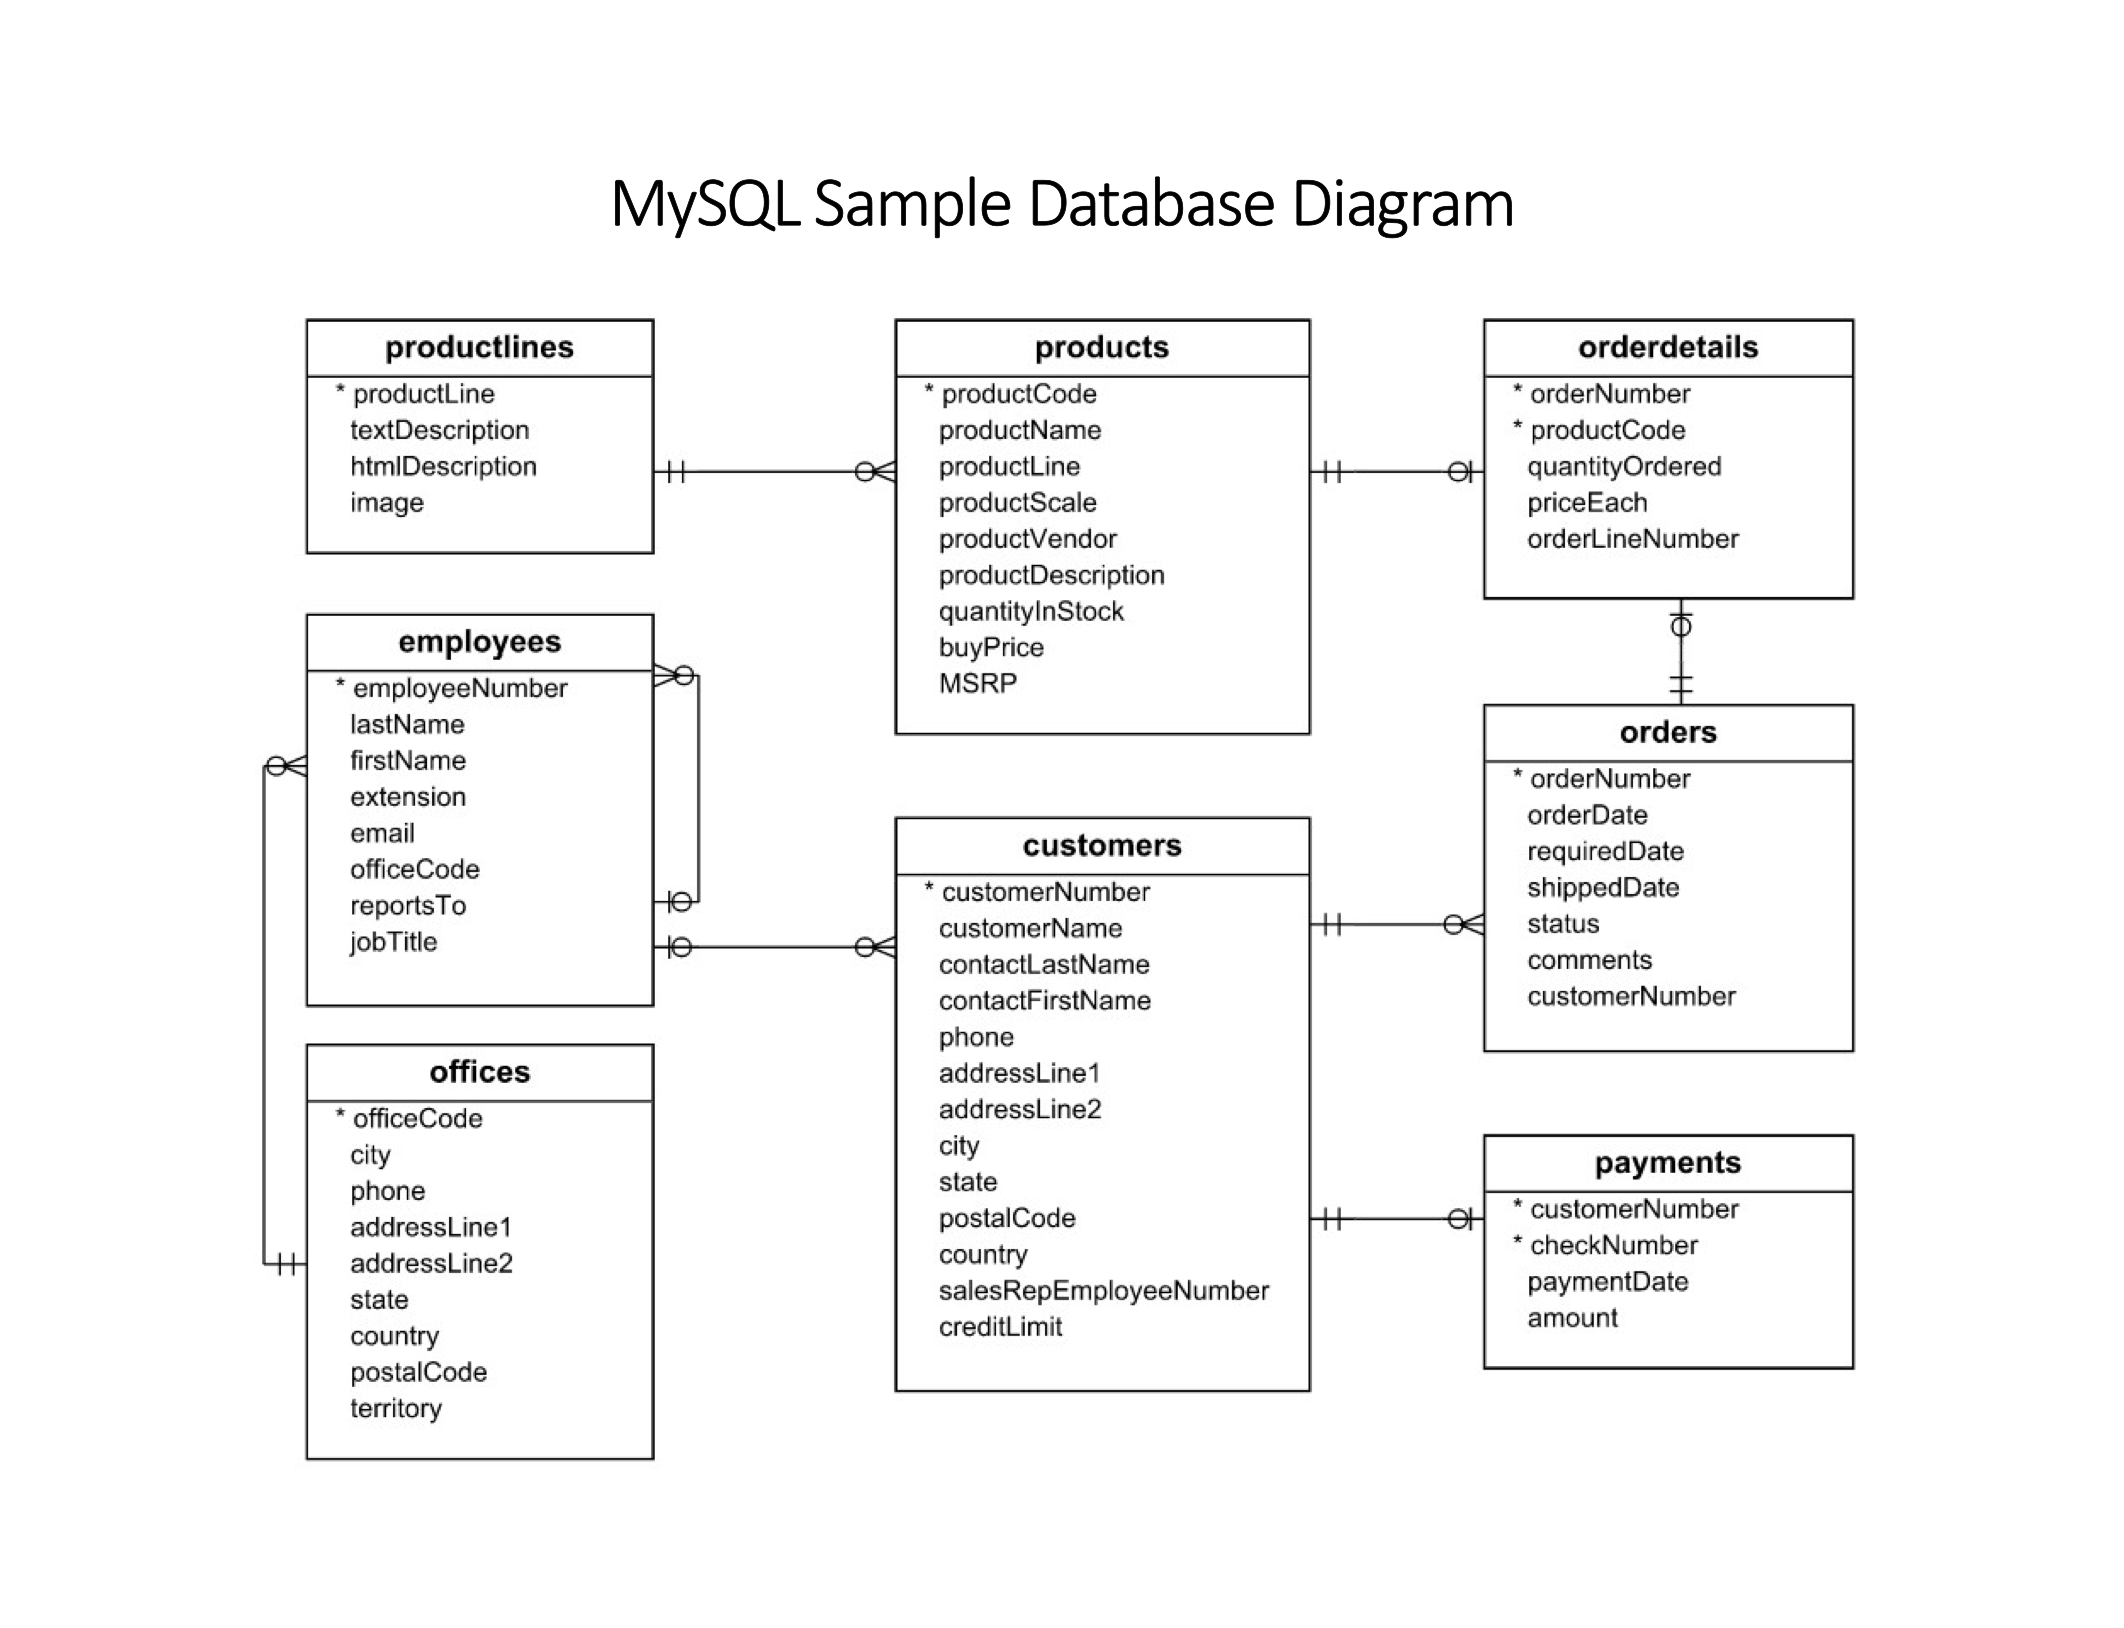 MySQL Sample Database Diagram
productlines
* productLine
textDescription
htmlDescription
image
products
* productCode
productName
productLine
productScale
productVendor
productDescription
quantityInStock
buyPrice
MSRP
orderdetails
* orderNumber
* productCode
quantityOrdered
priceEach
orderLineNumber
employees
* employeeNumber
lastName
firstName
extension
email
officeCode
reportsTo
jobTitle
customers
* customerNumber
customerName
contactLastName
contactFirstName
phone
addressLine1
addressLine2
city
state
postalCode
country
salesRepEmployeeNumber
creditLimit
orders
* orderNumber
orderDate
requiredDate
shippedDate
status
comments
customerNumber
offices
* officeCode
city
phone
addressLine1
addressLine2
state
country
postalCode
territory
payments
* customerNumber
* checkNumber
paymentDate
amount